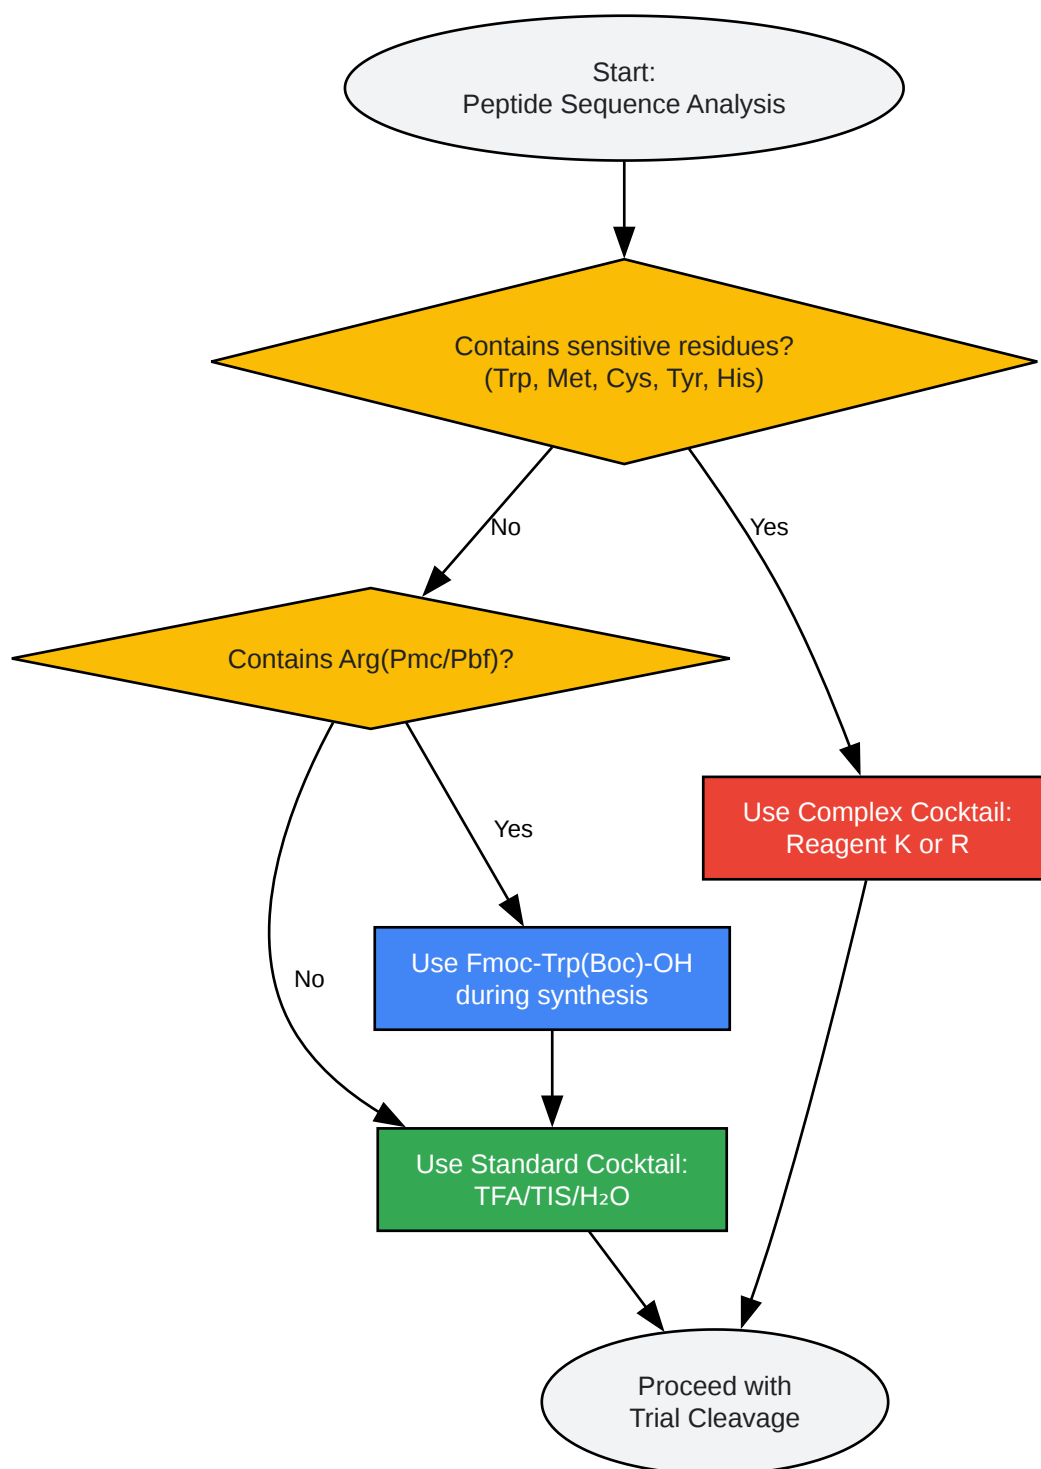 Start:
Peptide Sequence Analysis
Contains sensitive residues?
(Trp, Met, Cys, Tyr, His)
No
Yes
Contains Arg(Pmc/Pbf)?
Use Complex Cocktail:
Reagent K or R
Yes
Use Fmoc-Trp(Boc)-OH
during synthesis
No
Use Standard Cocktail:
TFA/TIS/H₂O
Proceed with
Trial Cleavage